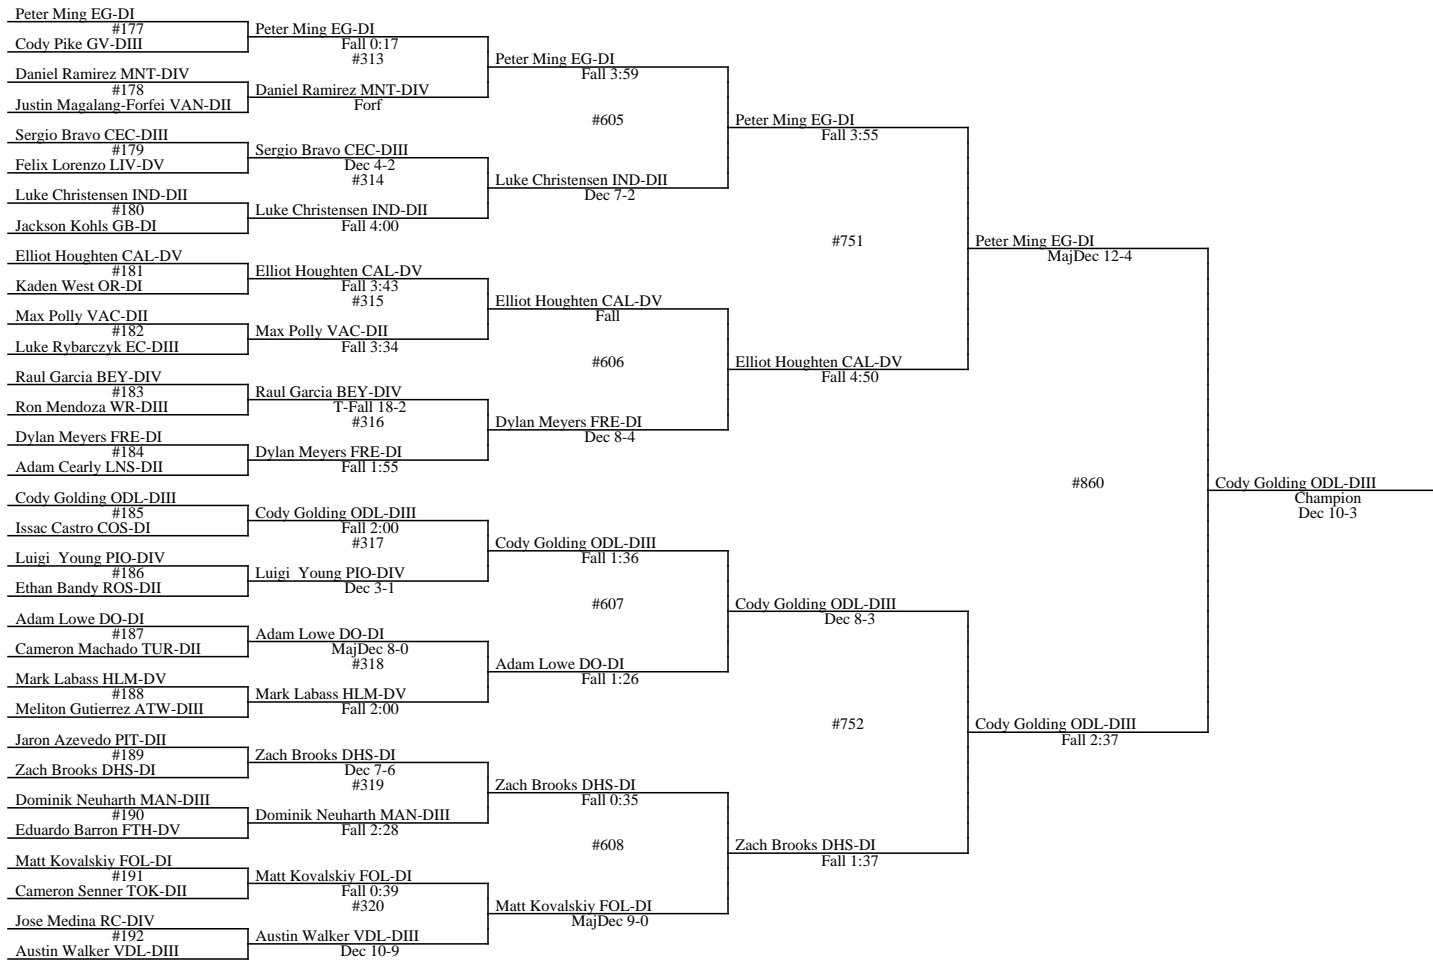 Peter Ming EG-DI
#177
Cody Pike GV-DIII
Daniel Ramirez MNT-DIV
#178
Justin Magalang-Forfei VAN-DII
Sergio Bravo CEC-DIII
#179
Felix Lorenzo LIV-DV
Luke Christensen IND-DII
#180
Jackson Kohls GB-DI
Elliot Houghten CAL-DV
#181
Kaden West OR-DI
Max Polly VAC-DII
#182
Luke Rybarczyk EC-DIII
Raul Garcia BEY-DIV
#183
Ron Mendoza WR-DIII
Dylan Meyers FRE-DI
#184
Adam Cearly LNS-DII
Cody Golding ODL-DIII
#185
Issac Castro COS-DI
Luigi  Young PIO-DIV
#186
Ethan Bandy ROS-DII
Adam Lowe DO-DI
#187
Cameron Machado TUR-DII
Mark Labass HLM-DV
#188
Meliton Gutierrez ATW-DIII
Jaron Azevedo PIT-DII
#189
Zach Brooks DHS-DI
Dominik Neuharth MAN-DIII
#190
Eduardo Barron FTH-DV
Matt Kovalskiy FOL-DI
#191
Cameron Senner TOK-DII
Jose Medina RC-DIV
#192
Austin Walker VDL-DIII
Peter Ming EG-DI
Fall 0:17
#313
Daniel Ramirez MNT-DIV
Forf
Sergio Bravo CEC-DIII
Dec 4-2
#314
Luke Christensen IND-DII
Fall 4:00
Elliot Houghten CAL-DV
Fall 3:43
#315
Max Polly VAC-DII
Fall 3:34
Raul Garcia BEY-DIV
T-Fall 18-2
#316
Dylan Meyers FRE-DI
Fall 1:55
Cody Golding ODL-DIII
Fall 2:00
#317
Luigi  Young PIO-DIV
Dec 3-1
Adam Lowe DO-DI
MajDec 8-0
#318
Mark Labass HLM-DV
Fall 2:00
Zach Brooks DHS-DI
Dec 7-6
#319
Dominik Neuharth MAN-DIII
Fall 2:28
Matt Kovalskiy FOL-DI
Fall 0:39
#320
Austin Walker VDL-DIII
Dec 10-9
Peter Ming EG-DI
Fall 3:59
#605
Luke Christensen IND-DII
Dec 7-2
Elliot Houghten CAL-DV
Fall
#606
Dylan Meyers FRE-DI
Dec 8-4
Cody Golding ODL-DIII
Fall 1:36
#607
Adam Lowe DO-DI
Fall 1:26
Zach Brooks DHS-DI
Fall 0:35
#608
Matt Kovalskiy FOL-DI
MajDec 9-0
Peter Ming EG-DI
Fall 3:55
#751
Elliot Houghten CAL-DV
Fall 4:50
Cody Golding ODL-DIII
Dec 8-3
#752
Zach Brooks DHS-DI
Fall 1:37
Peter Ming EG-DI
MajDec 12-4
#860
Cody Golding ODL-DIII
Fall 2:37
Cody Golding ODL-DIII
Champion
Dec 10-3